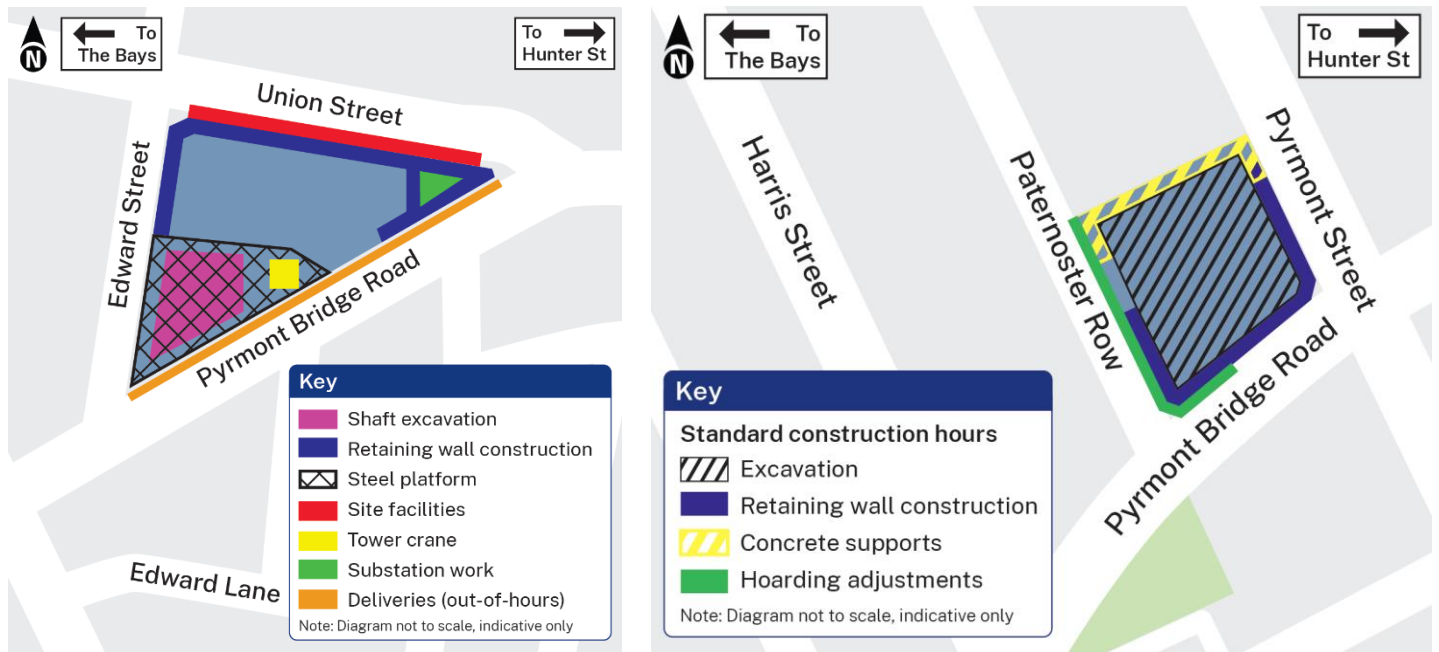 N
To
The Bays
To
Hunter St
Union Street
Edward Street
Pyrmont Bridge Road
Edward Lane
Key
Shaft excavation
Retaining wall construction
Steel platform
Site facilities
Tower crane
Substation work
Deliveries (out-of-hours)
Note: Diagram not to scale, indicative only
N
To
The Bays
To
Hunter St
Harris Street
Paternoster Row
Pyrmont Street
Pyrmont Bridge Road
Key
Standard construction hours
Excavation
Retaining wall construction
Concrete supports
Hoarding adjustments
Note: Diagram not to scale, indicative only